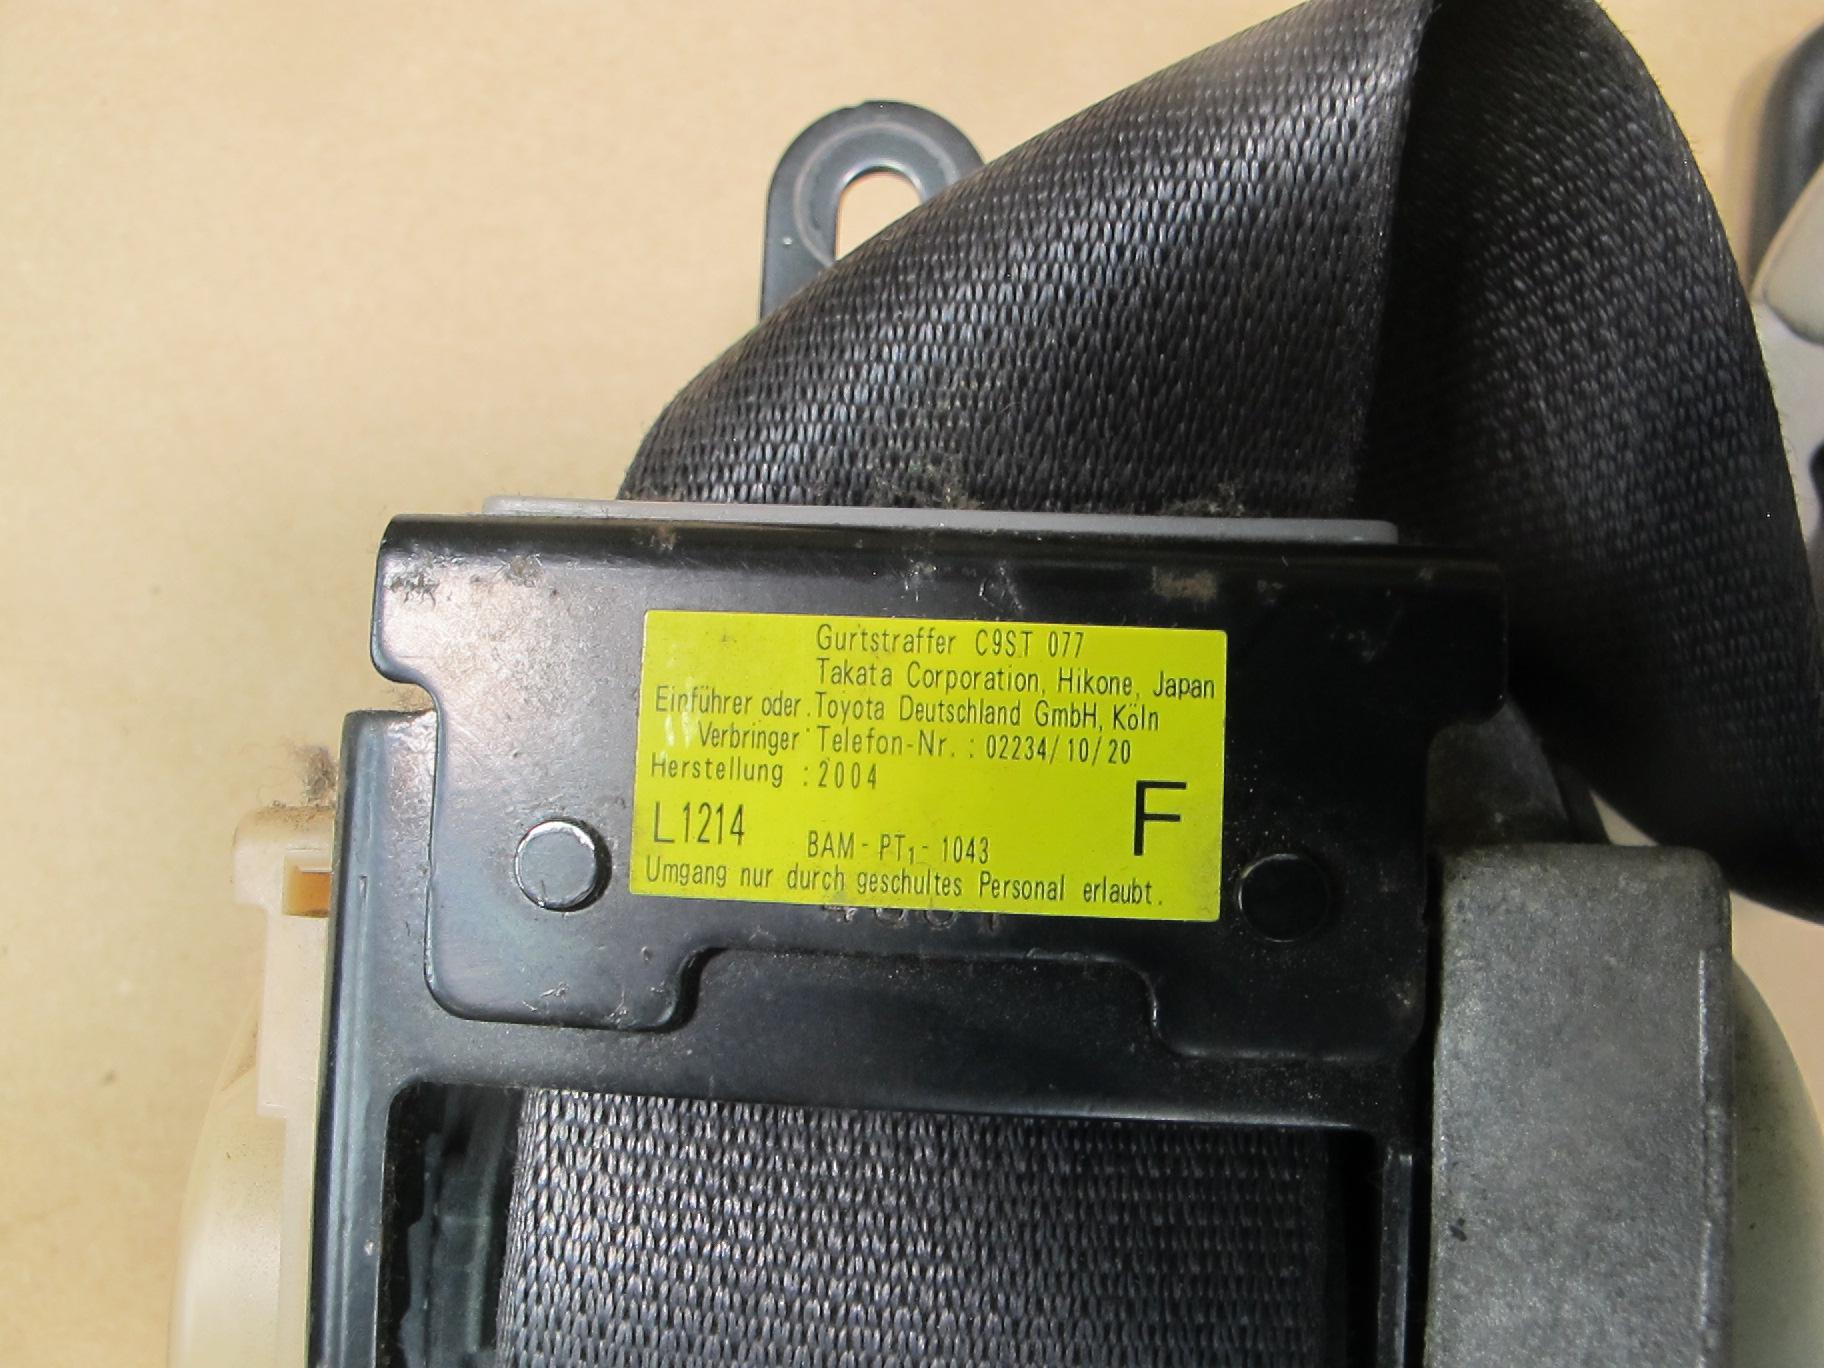 Gurtstraffer C9ST 077
Takata Corporation, Hikone, Japan
Einführer oder. Toyota Deutschland GmbH, Köln
Verbringer Telefon-Nr. : 02234/10/20
Herstellung : 2004
F
L1214 BAM-PT1-1043
Umgang nur durch geschultes Personal erlaubt.